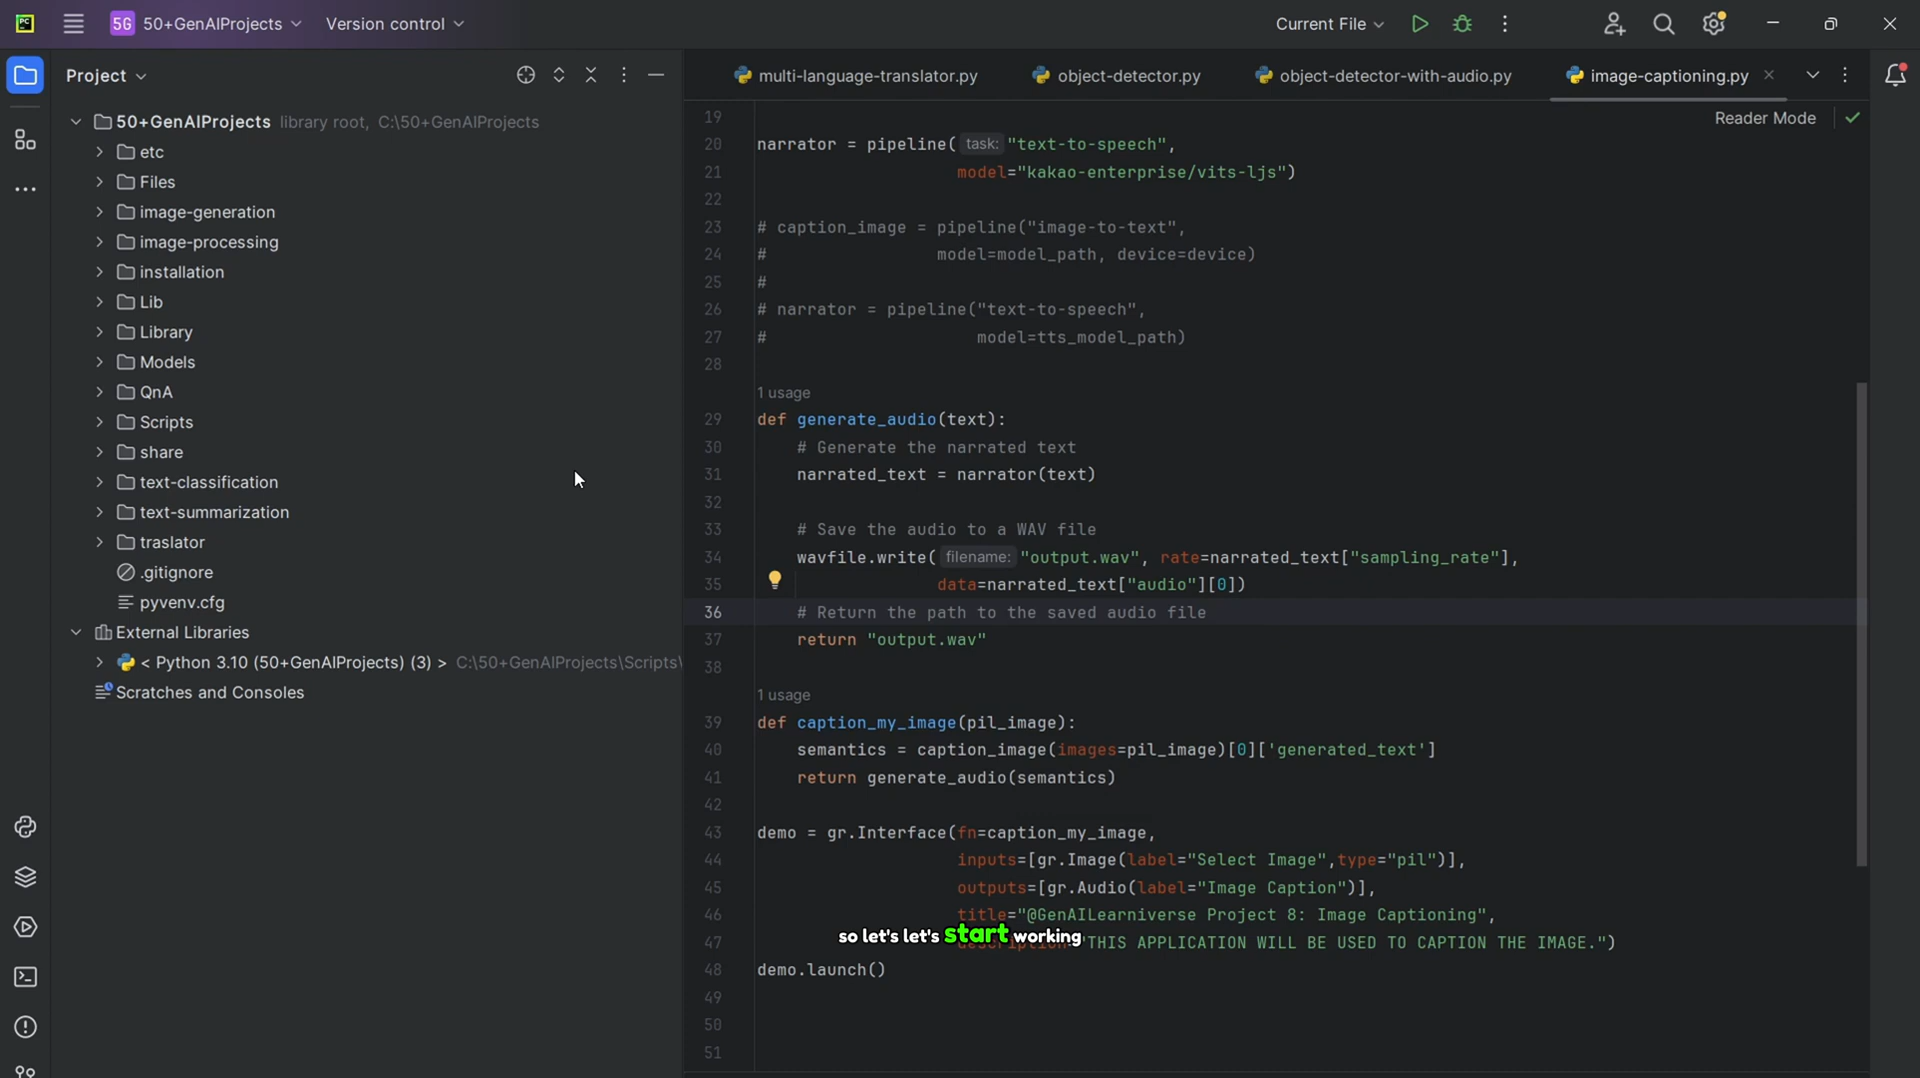 PC
5G 50+GenAIProjects
Version control
Current File
Project
multi-language-translator.py
object-detector.py
object-detector-with-audio.py
image-captioning.py
Reader Mode
50+GenAIProjects library root, C:\50+GenAIProjects
etc
Files
image-generation
image-processing
installation
Lib
Library
Models
QnA
Scripts
share
text-classification
text-summarization
traslator
.gitignore
pyvenv.cfg
External Libraries
< Python 3.10 (50+GenAIProjects) (3) > C:\50+GenAIProjects\Scripts\
Scratches and Consoles
19
20 narrator = pipeline( task: "text-to-speech",
21 model="kakao-enterprise/vits-ljs")
22
23 # caption_image = pipeline("image-to-text",
24 # model=model_path, device=device)
25 #
26 # narrator = pipeline("text-to-speech",
27 # model=tts_model_path)
28
1 usage
29 def generate_audio(text):
30 # Generate the narrated text
31 narrated_text = narrator(text)
32
33 # Save the audio to a WAV file
34 wavfile.write( filename: "output.wav", rate=narrated_text["sampling_rate"],
35 data=narrated_text["audio"][0])
36 # Return the path to the saved audio file
37 return "output.wav"
38
1 usage
39 def caption_my_image(pil_image):
40 semantics = caption_image(images=pil_image)[0]['generated_text']
41 return generate_audio(semantics)
42
43 demo = gr.Interface(fn=caption_my_image,
44 inputs=[gr.Image(label="Select Image",type="pil")],
45 outputs=[gr.Audio(label="Image Caption")],
46 title="@GenAILearniverse Project 8: Image Captioning",
47 "THIS APPLICATION WILL BE USED TO CAPTION THE IMAGE.")
so let's let's start working
48 demo.launch()
49
50
51